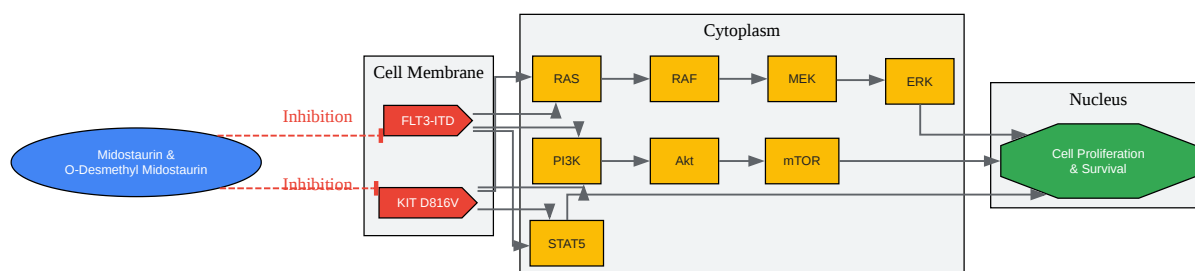 Cytoplasm
Cell Membrane
RAS
RAF
MEK
ERK
Nucleus
Inhibition
FLT3-ITD
Midostaurin &
O-Desmethyl Midostaurin
PI3K
Akt
mTOR
Cell Proliferation
& Survival
Inhibition
KIT D816V
STAT5